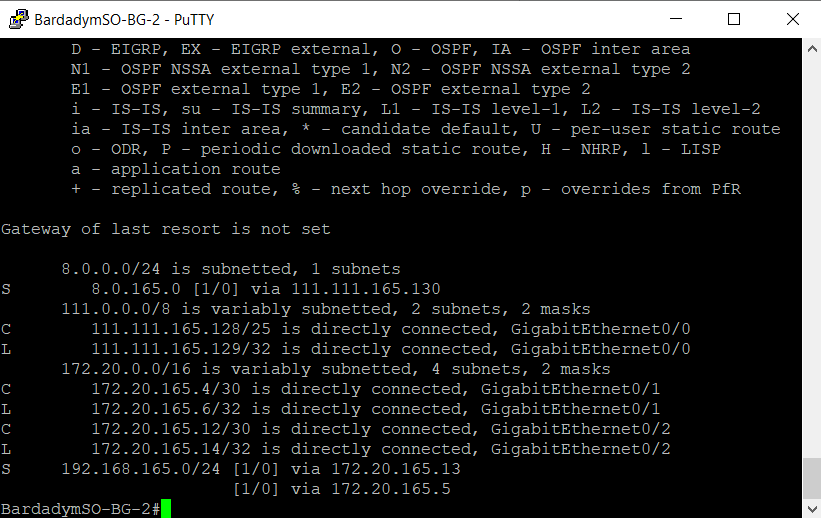 BardadymSO-BG-2 - PuTTY
D - EIGRP, EX - EIGRP external, O - OSPF, IA - OSPF inter area
N1 - OSPF NSSA external type 1, N2 - OSPF NSSA external type 2
E1 - OSPF external type 1, E2 - OSPF external type 2
i - IS-IS, su - IS-IS summary, L1 - IS-IS level-1, L2 - IS-IS level-2
ia - IS-IS inter area, * - candidate default, U - per-user static route
o - ODR, P - periodic downloaded static route, H - NHRP, l - LISP
a - application route
+ - replicated route, % - next hop override, p - overrides from PfR
Gateway of last resort is not set
8.0.0.0/24 is subnetted, 1 subnets
S 8.0.165.0 [1/0] via 111.111.165.130
111.0.0.0/8 is variably subnetted, 2 subnets, 2 masks
C 111.111.165.128/25 is directly connected, GigabitEthernet0/0
L 111.111.165.129/32 is directly connected, GigabitEthernet0/0
172.20.0.0/16 is variably subnetted, 4 subnets, 2 masks
C 172.20.165.4/30 is directly connected, GigabitEthernet0/1
L 172.20.165.6/32 is directly connected, GigabitEthernet0/1
C 172.20.165.12/30 is directly connected, GigabitEthernet0/2
L 172.20.165.14/32 is directly connected, GigabitEthernet0/2
S 192.168.165.0/24 [1/0] via 172.20.165.13
[1/0] via 172.20.165.5
BardadymSO-BG-2#